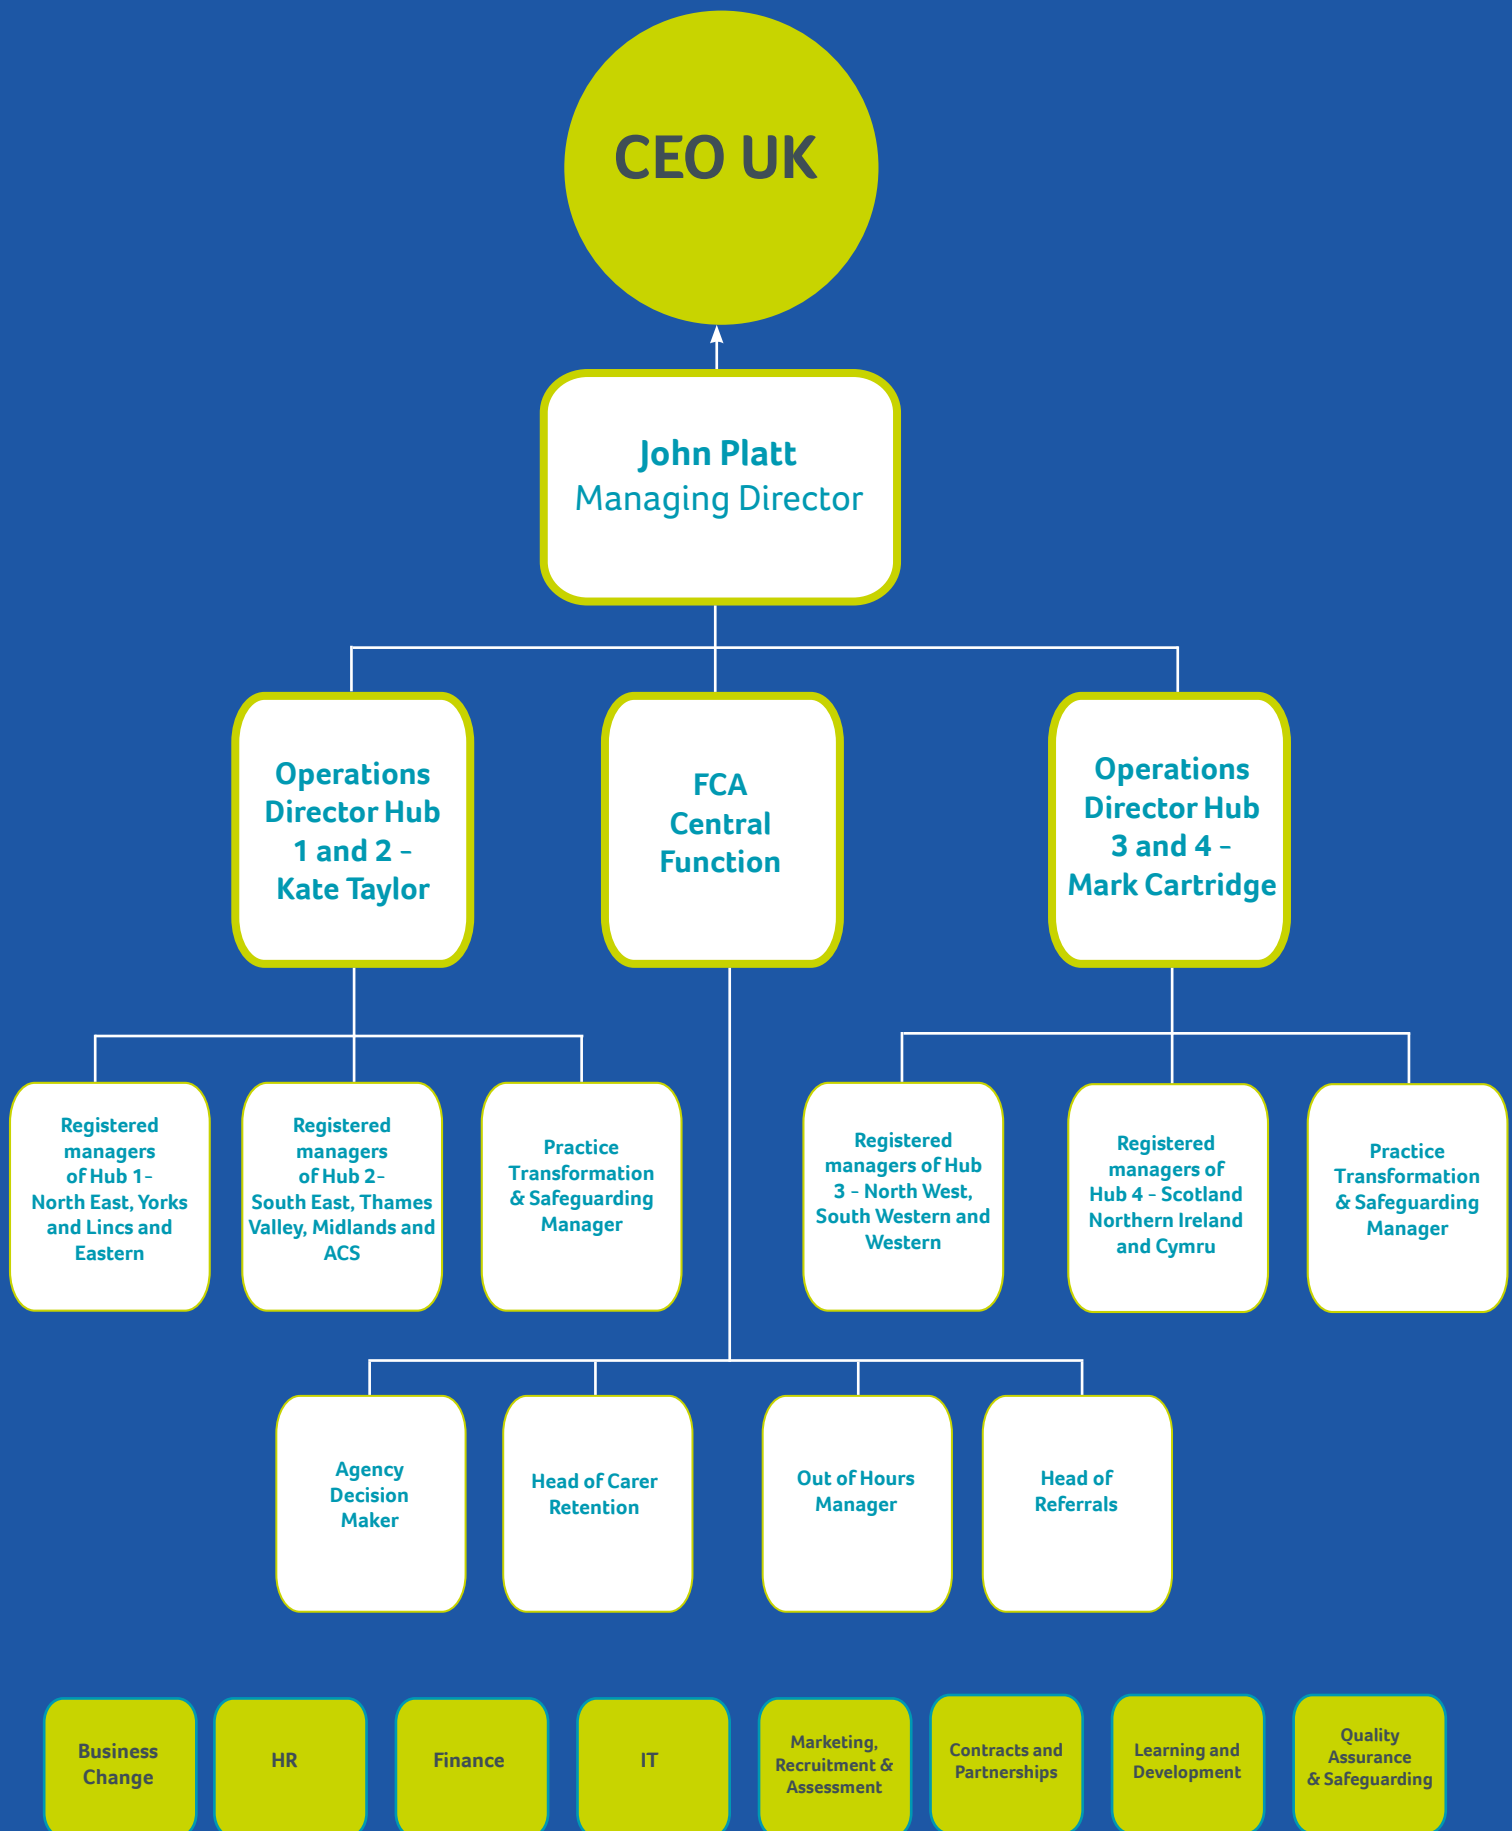 CEO UK
John Platt
Managing Director
Operations
Director Hub
1 and 2 -
Kate Taylor
FCA
Central
Function
Operations
Director Hub
3 and 4 -
Mark Cartridge
Registered
managers
of Hub 1-
North East, Yorks
and Lincs and
Eastern
Registered
managers
of Hub 2-
South East, Thames
Valley, Midlands and
ACS
Practice
Transformation
& Safeguarding
Manager
Registered
managers of Hub
3 - North West,
South Western and
Western
Registered
managers of
Hub 4 - Scotland
Northern Ireland
and Cymru
Practice
Transformation
& Safeguarding
Manager
Agency
Decision
Maker
Head of Carer
Retention
Out of Hours
Manager
Head of
Referrals
Business
Change
HR
Finance
IT
Marketing,
Recruitment &
Assessment
Contracts and
Partnerships
Learning and
Development
Quality
Assurance
& Safeguarding